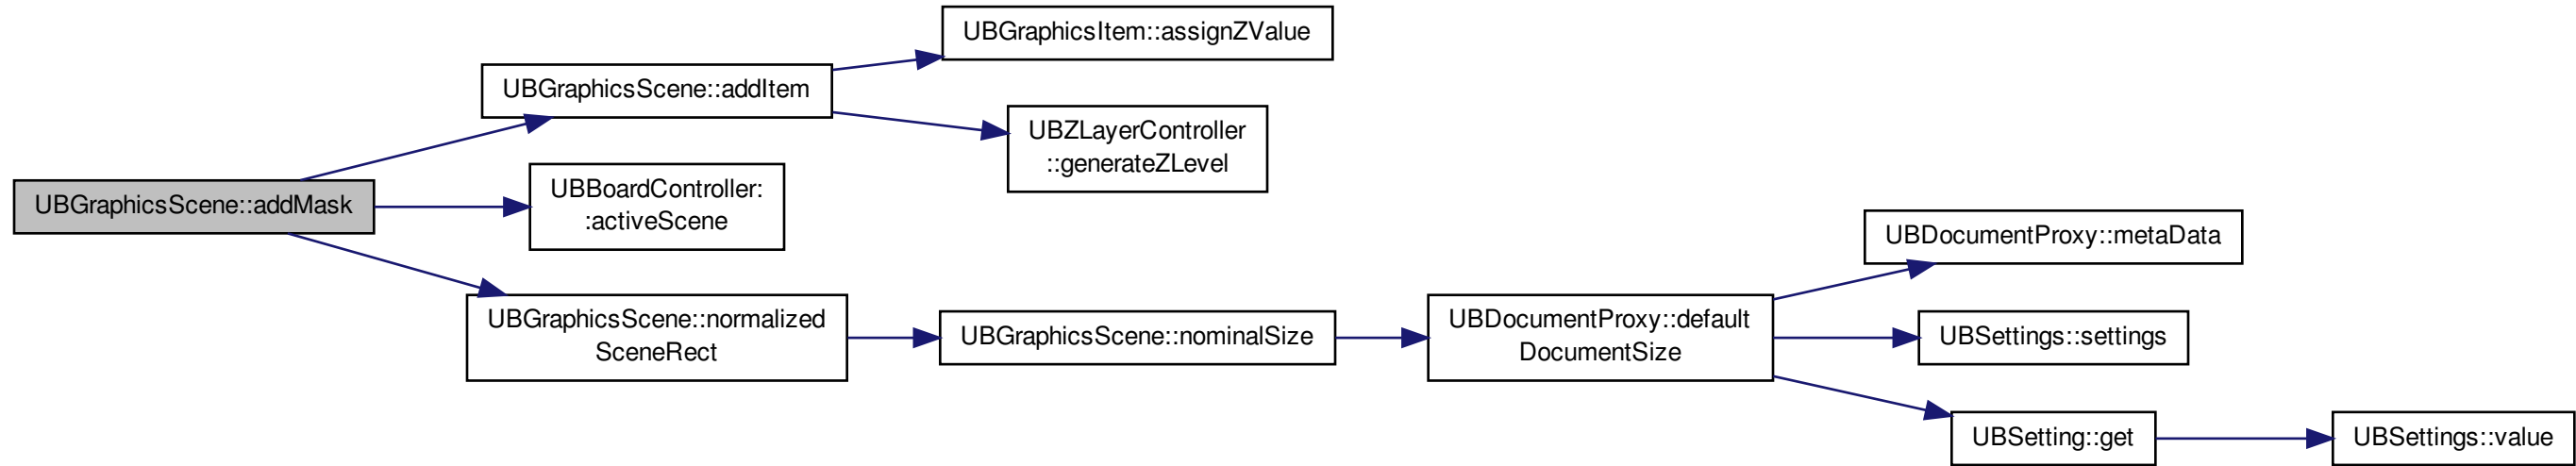 UBGraphicsScene::addMask
UBGraphicsScene::addItem
UBGraphicsItem::assignZValue
UBZLayerController
::generateZLevel
UBBoardController:
:activeScene
UBGraphicsScene::normalized
SceneRect
UBGraphicsScene::nominalSize
UBDocumentProxy::default
DocumentSize
UBDocumentProxy::metaData
UBSettings::settings
UBSetting::get
UBSettings::value